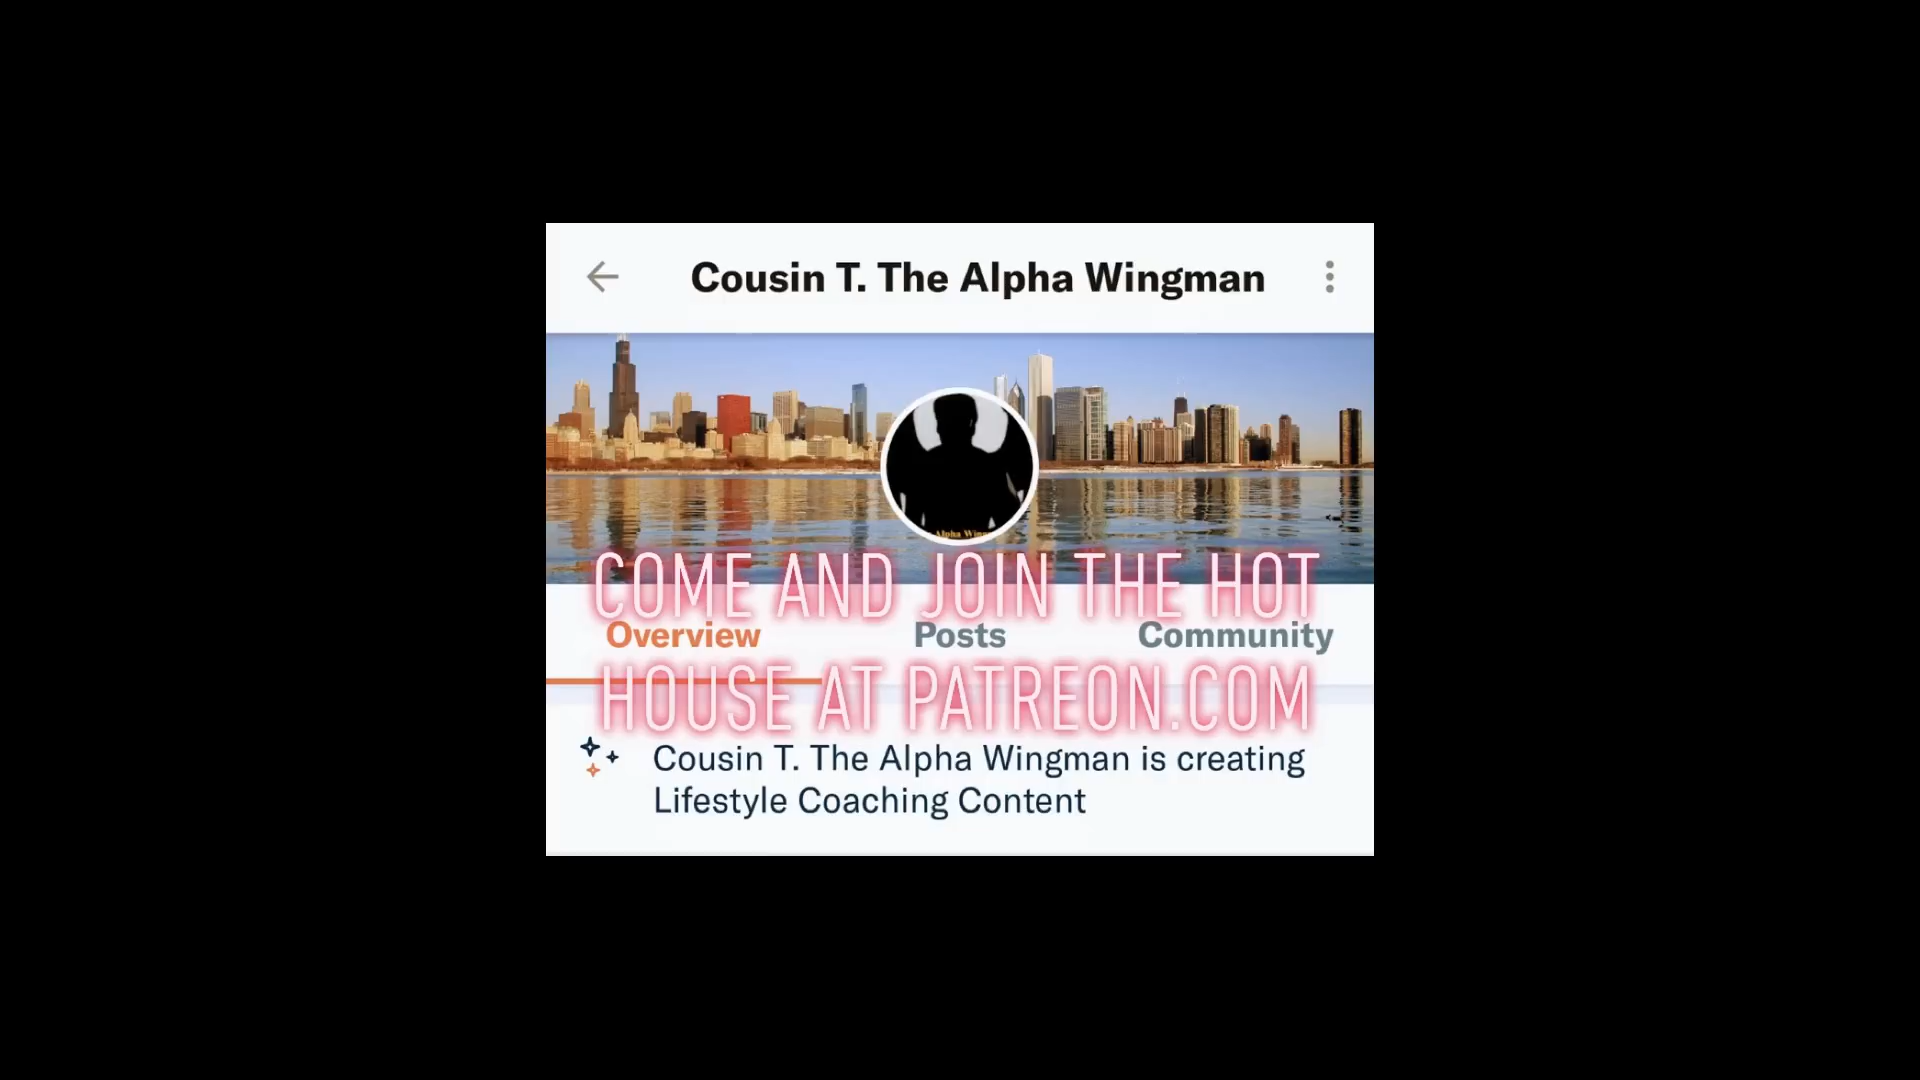 Cousin T. The Alpha Wingman
Alpha
COME AND JOIN THE HOT
Overview Posts Community
HOUSE AT PATREON.COM
Cousin T. The Alpha Wingman is creating
Lifestyle Coaching Content